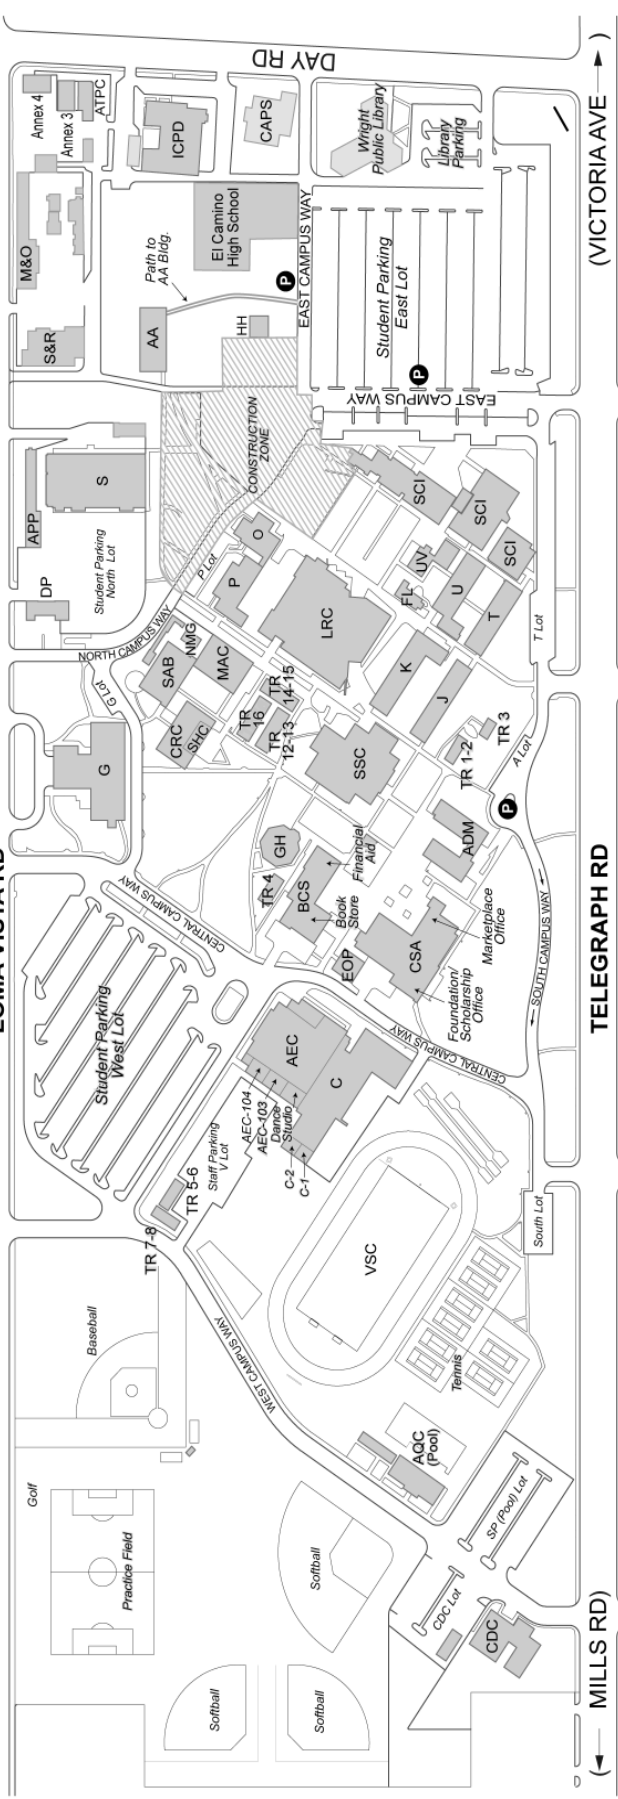 DAY RD
(VICTORIA AVE
)
Annex 4
Annex 3
ATPC
ICPD
CAPS
Wright
Public Library
Library
Parking
M&O
S&R
Path to
AA Bldg.
El Camino
High School
AA
HH
P
EAST CAMPUS WAY
Student Parking
East Lot
P
EAST CAMPUS WAY
CONSTRUCTION
ZONE
S
APP
DP
Student Parking
North Lot
P Lot
O
P
LRC
SCI
SCI
SCI
UV
FL
U
T
T Lot
NORTH CAMPUS WAY
G Lot
NMG
SAB
MAC
CRC
SHC
TR
14-15
TR
16
TR
12-13
K
J
SSC
TR 3
TR 1-2
A Lot
P
G
GH
TR 4
BCS
Financial
Aid
Book
Store
ADM
EOP
CSA
Marketplace
Office
Foundation/
Scholarship
Office
CENTRAL CAMPUS WAY
CENTRAL CAMPUS WAY
SOUTH CAMPUS WAY
TELEGRAPH RD
Student Parking
West Lot
AEC
C
AEC-104
AEC-103
Dance
Studio
C-2
C-1
Staff Parking
V Lot
TR 5-6
TR 7-8
VSC
South Lot
WEST CAMPUS WAY
Baseball
Tennis
AQC
(Pool)
Golf
Practice Field
Softball
Softball
Softball
SP (Pool) Lot
CDC Lot
CDC
(
MILLS RD)